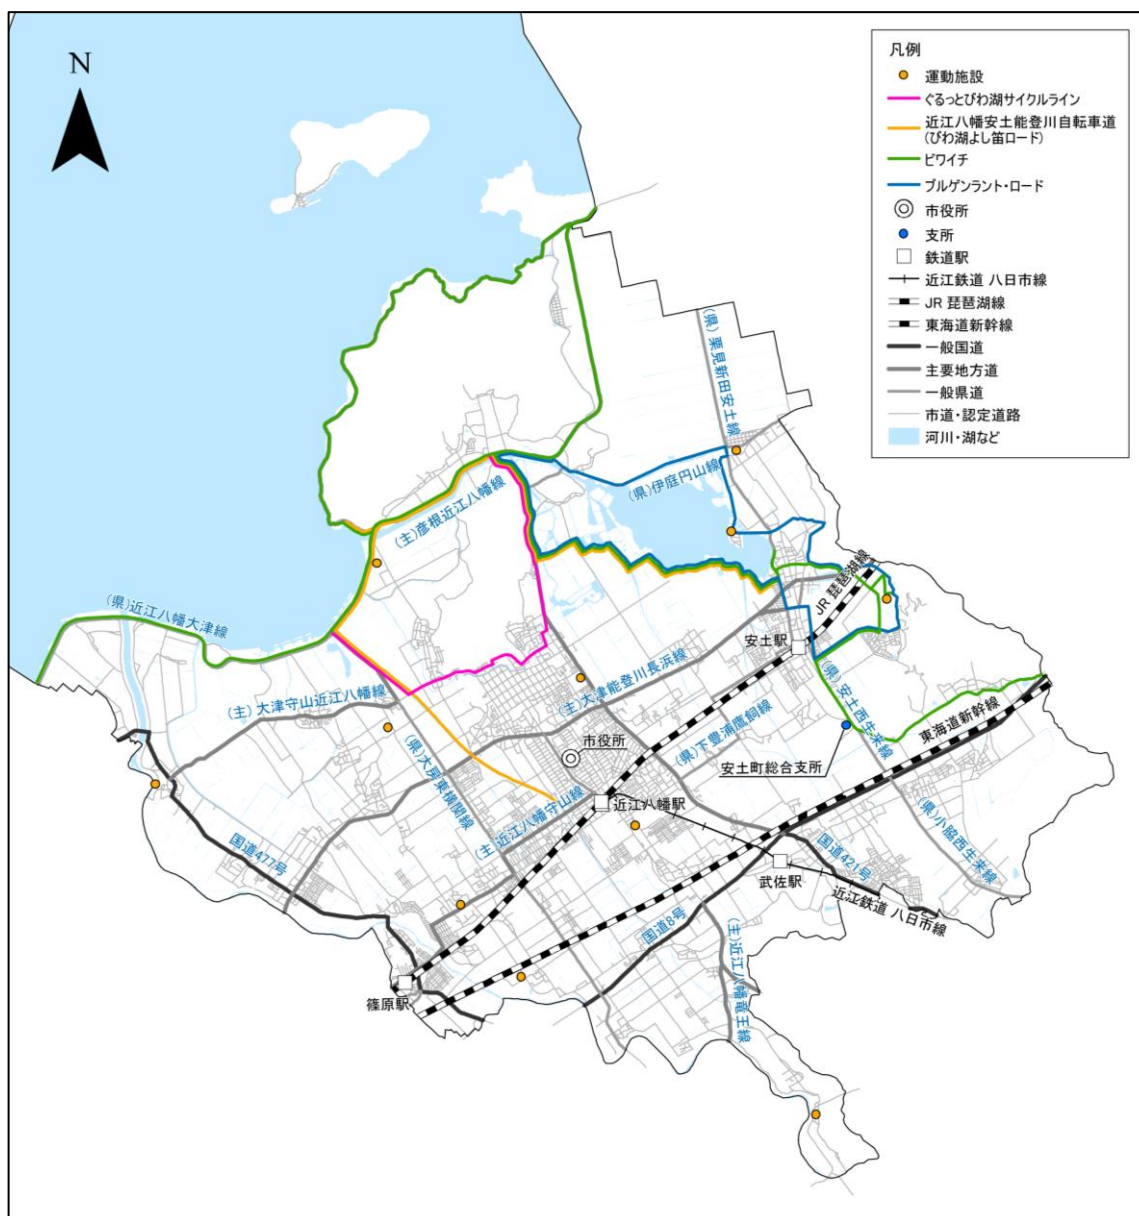 N
凡例
運動施設
ぐるっとびわ湖サイクルライン
近江八幡安土能登川自転車道
(びわ湖よし笛ロード)
ビワイチ
ブルゲンラント・ロード
市役所
支所
鉄道駅
近江鉄道 八日市線
JR 琵琶湖線
東海道新幹線
一般国道
主要地方道
一般県道
市道・認定道路
河川・湖など
(県)栗見新田安土線
(県)伊庭円山線
(主)彦根近江八幡線
(県)近江八幡大津線
JR 琵琶湖線
安土駅
(主)大津能登川長浜線
(主)大津守山近江八幡線
(県)安土西生来線
東海道新幹線
(県)下豊浦鷹飼線
市役所
安土町総合支所
(県)大房東横関線
(主 近江八幡守山線
近江八幡駅
(県)小脇西生来線
国道477号
国道421号
武佐駅
近江鉄道 八日市線
国道8号
(主)近江八幡竜王線
篠原駅